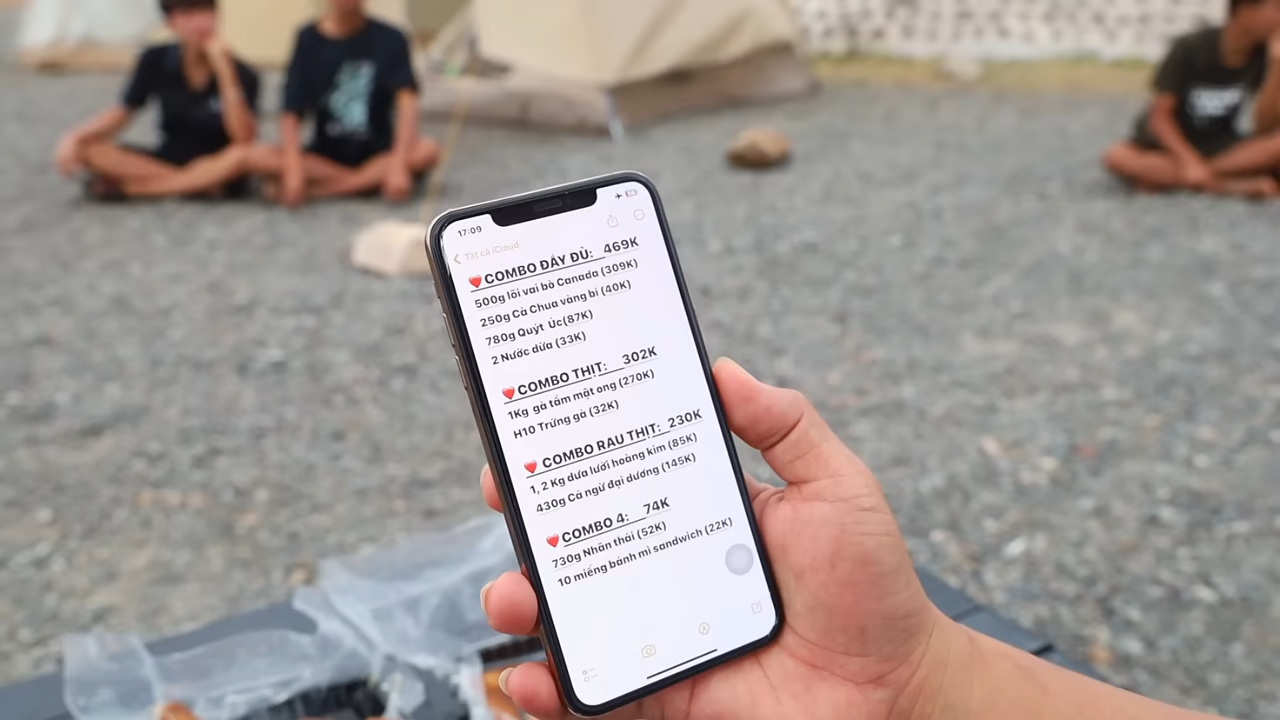 17:09
Tất cả iCloud
❤️COMBO ĐẦY ĐỦ: 469K
500g lõi vai bò Canada (309K)
250g Cà Chua vàng bi (40K)
780g Quýt Úc(87K)
2 Nước dừa (33K)
❤️COMBO THỊT: 302K
1Kg gà tẩm mật ong (270K)
H10 Trứng gà (32K)
❤️ COMBO RAU THỊT: 230K
1, 2 Kg dưa lưới hoàng kim (85K)
430g Cá ngừ đại dương (145K)
❤️COMBO 4: 74K
730g Nhãn thái (52K)
10 miếng bánh mì sandwich (22K)